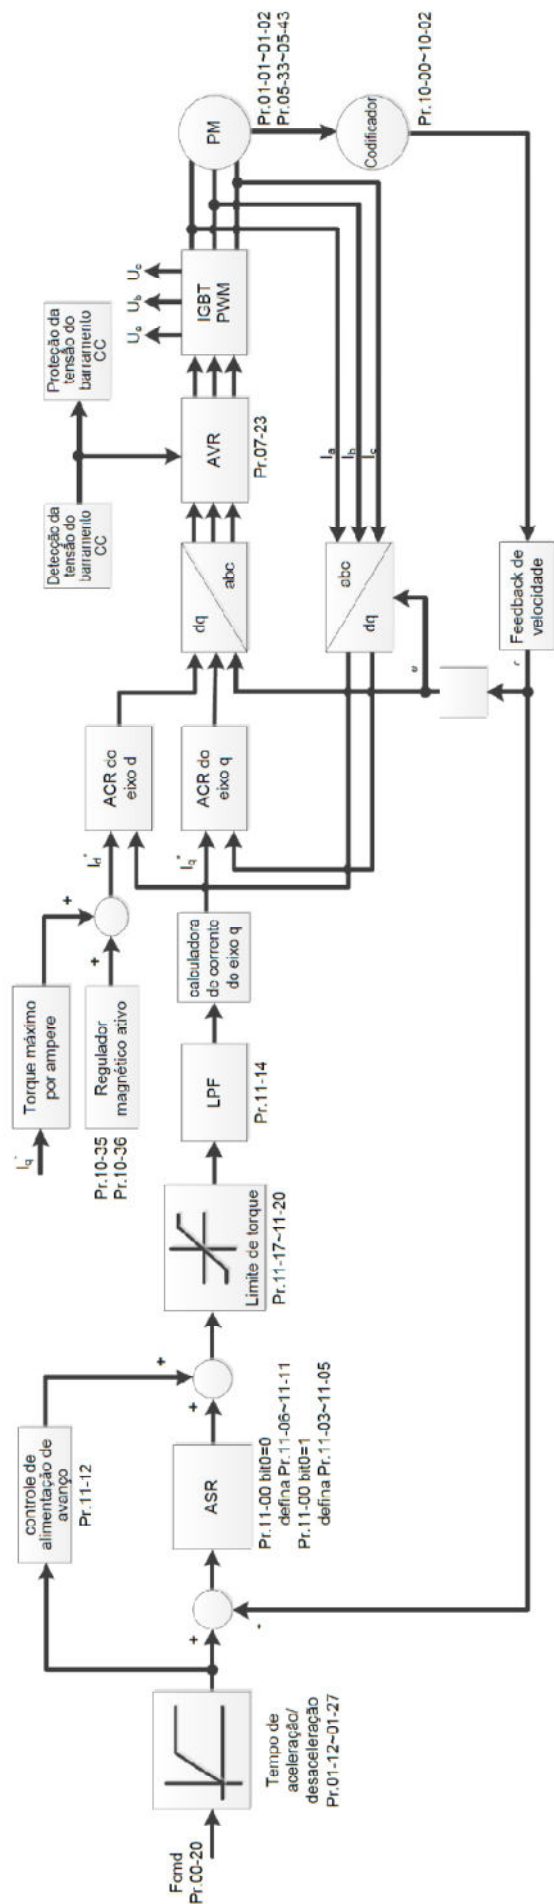 Fcmd
Pr.00-20
Tempo de
aceleração/
desaceleração
Pr.01-12~01-27
controle de
alimentação de
avanço
Pr.11-12
+
-
ASR
Pr.11-00 bit0=0
defina Pr.11-06~11-11
Pr.11-00 bit0=1
defina Pr.11-03~11-05
+
+
Limite de torque
Pr.11-17~11-20
LPF
Pr.11-14
calculadora
de corrente
do eixo q
Iq*
Iq*
Torque máximo
por ampere
Regulador
magnético ativo
Pr.10-35
Pr.10-36
+
+
Id*
ACR do
eixo d
ACR do
eixo q
dq
abc
Detecção da
tensão do
barramento
CC
Proteção da
tensão do
barramento
CC
AVR
Pr.07-23
IGBT
PWM
Ub
Uc
PM
Pr.01-01~01-02
Pr.05-33~05-43
Codificador
Pr.10-00~10-02
Ia
Ib
Ic
abc
dq
Feedback de
velocidade